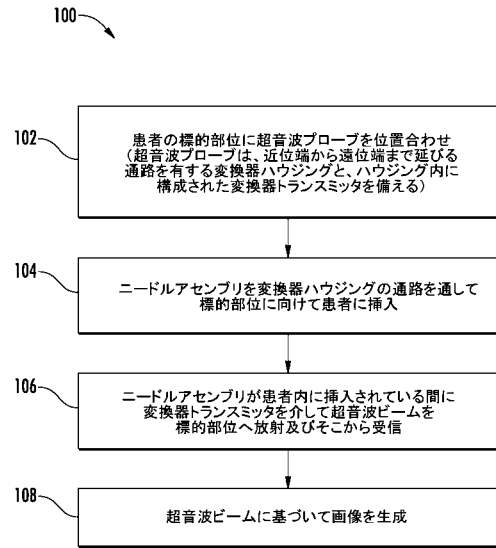 100
102
患者の標的部位に超音波プローブを位置合わせ
(超音波プローブは、近位端から遠位端まで延びる
通路を有する変換器ハウジングと、ハウジング内に
構成された変換器トランスミッタを備える)
104
ニードルアセンブリを変換器ハウジングの通路を通して
標的部位に向けて患者に挿入
106
ニードルアセンブリが患者内に挿入されている間に
変換器トランスミッタを介して超音波ビームを
標的部位へ放射及びそこから受信
108
超音波ビームに基づいて画像を生成